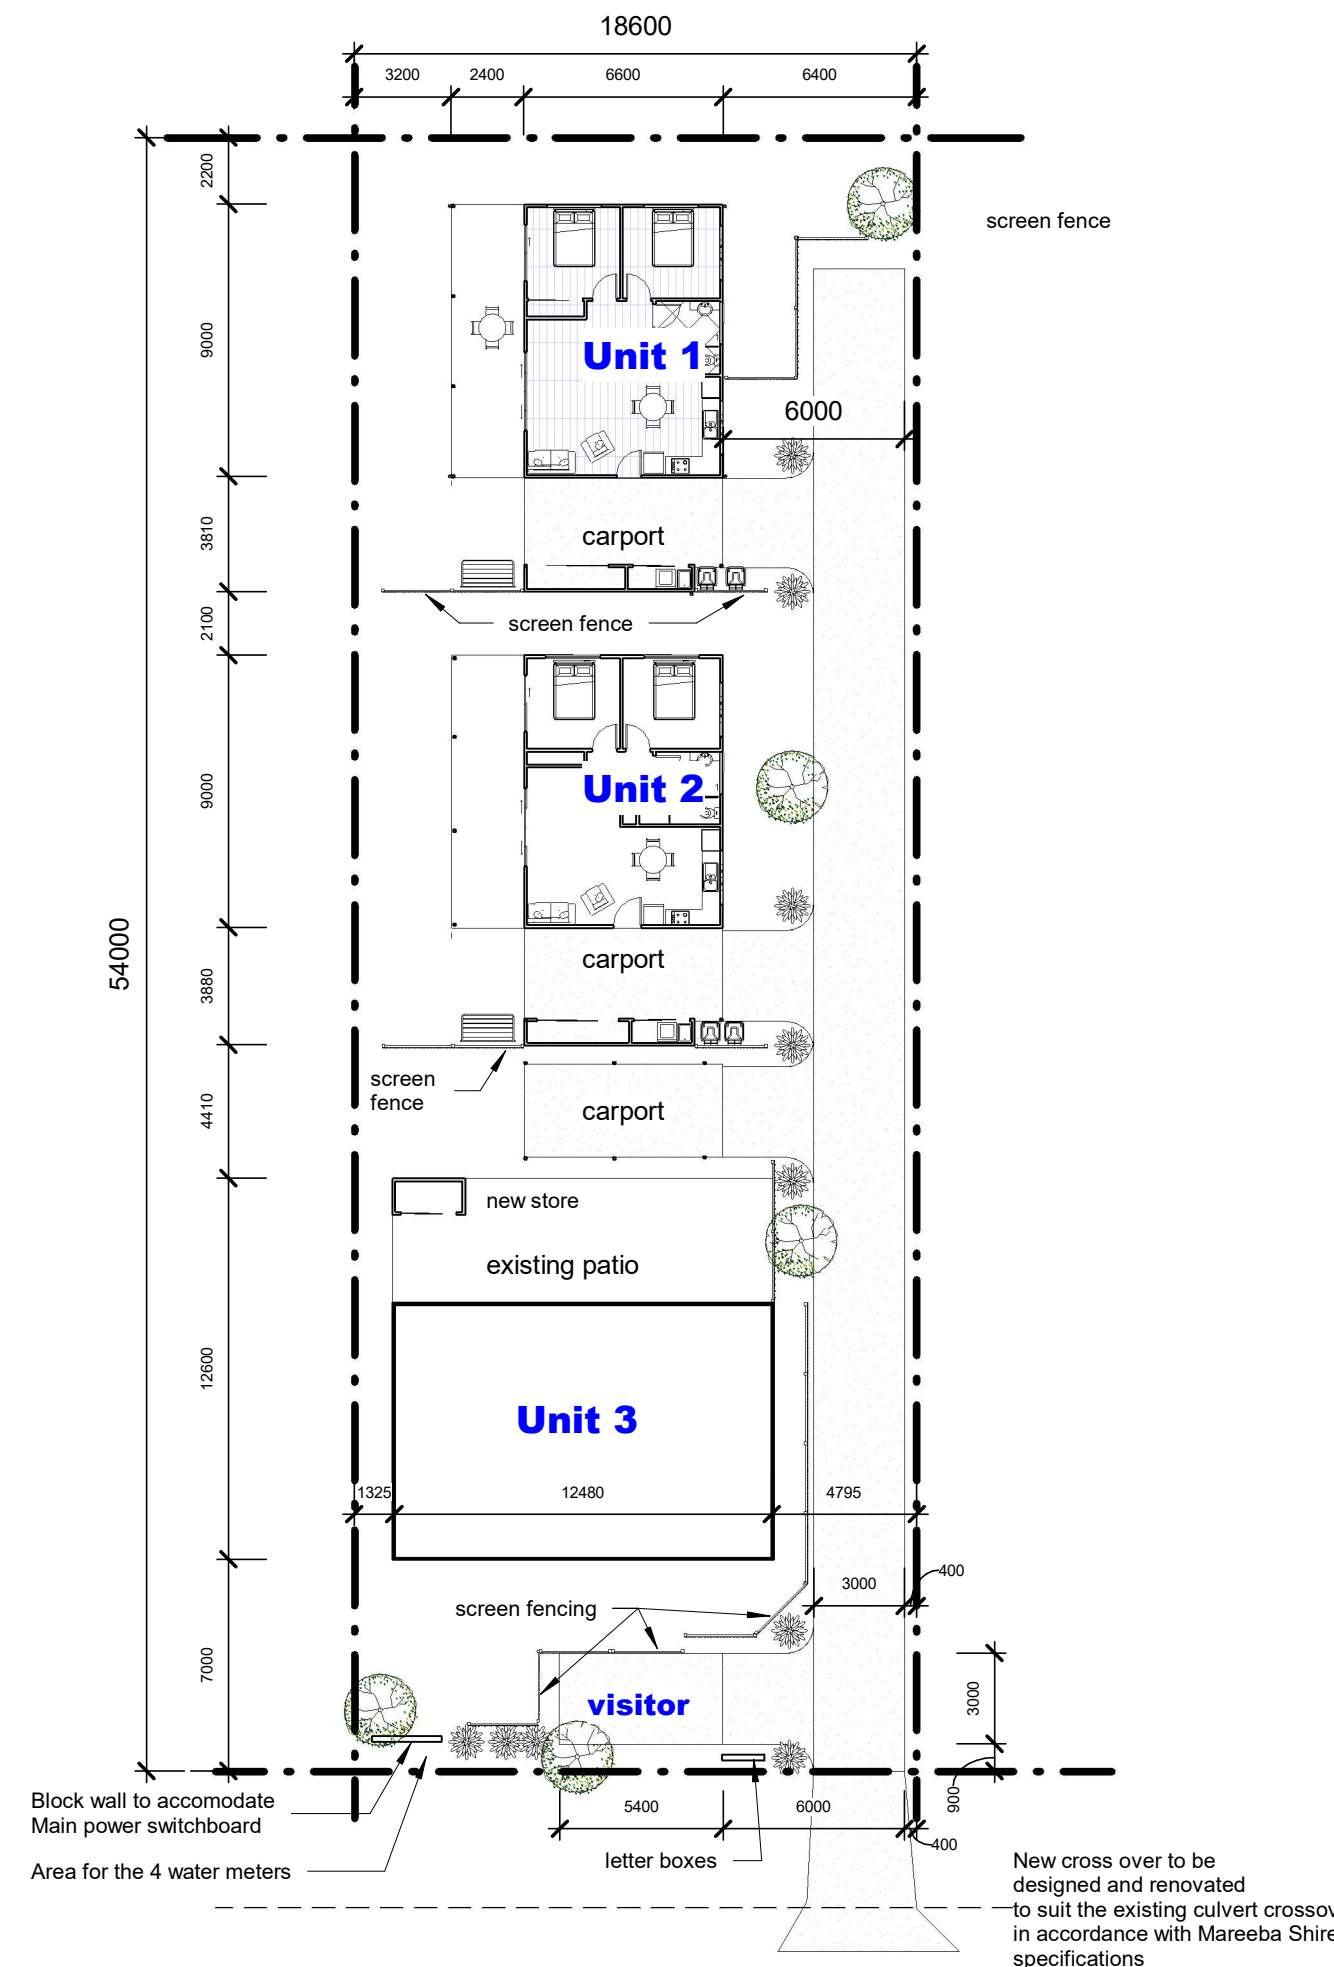 18600
3200
2400
6600
6400
2200
screen fence
9000
Unit 1
6000
3810
carport
2100
screen fence
9000
Unit 2
54000
3880
carport
screen
fence
4410
carport
new store
existing patio
12600
Unit 3
1325
12480
4795
400
3000
screen fencing
7000
visitor
3000
900
Block wall to accomodate
Main power switchboard
5400
6000
400
Area for the 4 water meters
letter boxes
New cross over to be
designed and renovated
to suit the existing culvert crossov
in accordance with Mareeba Shire
specifications